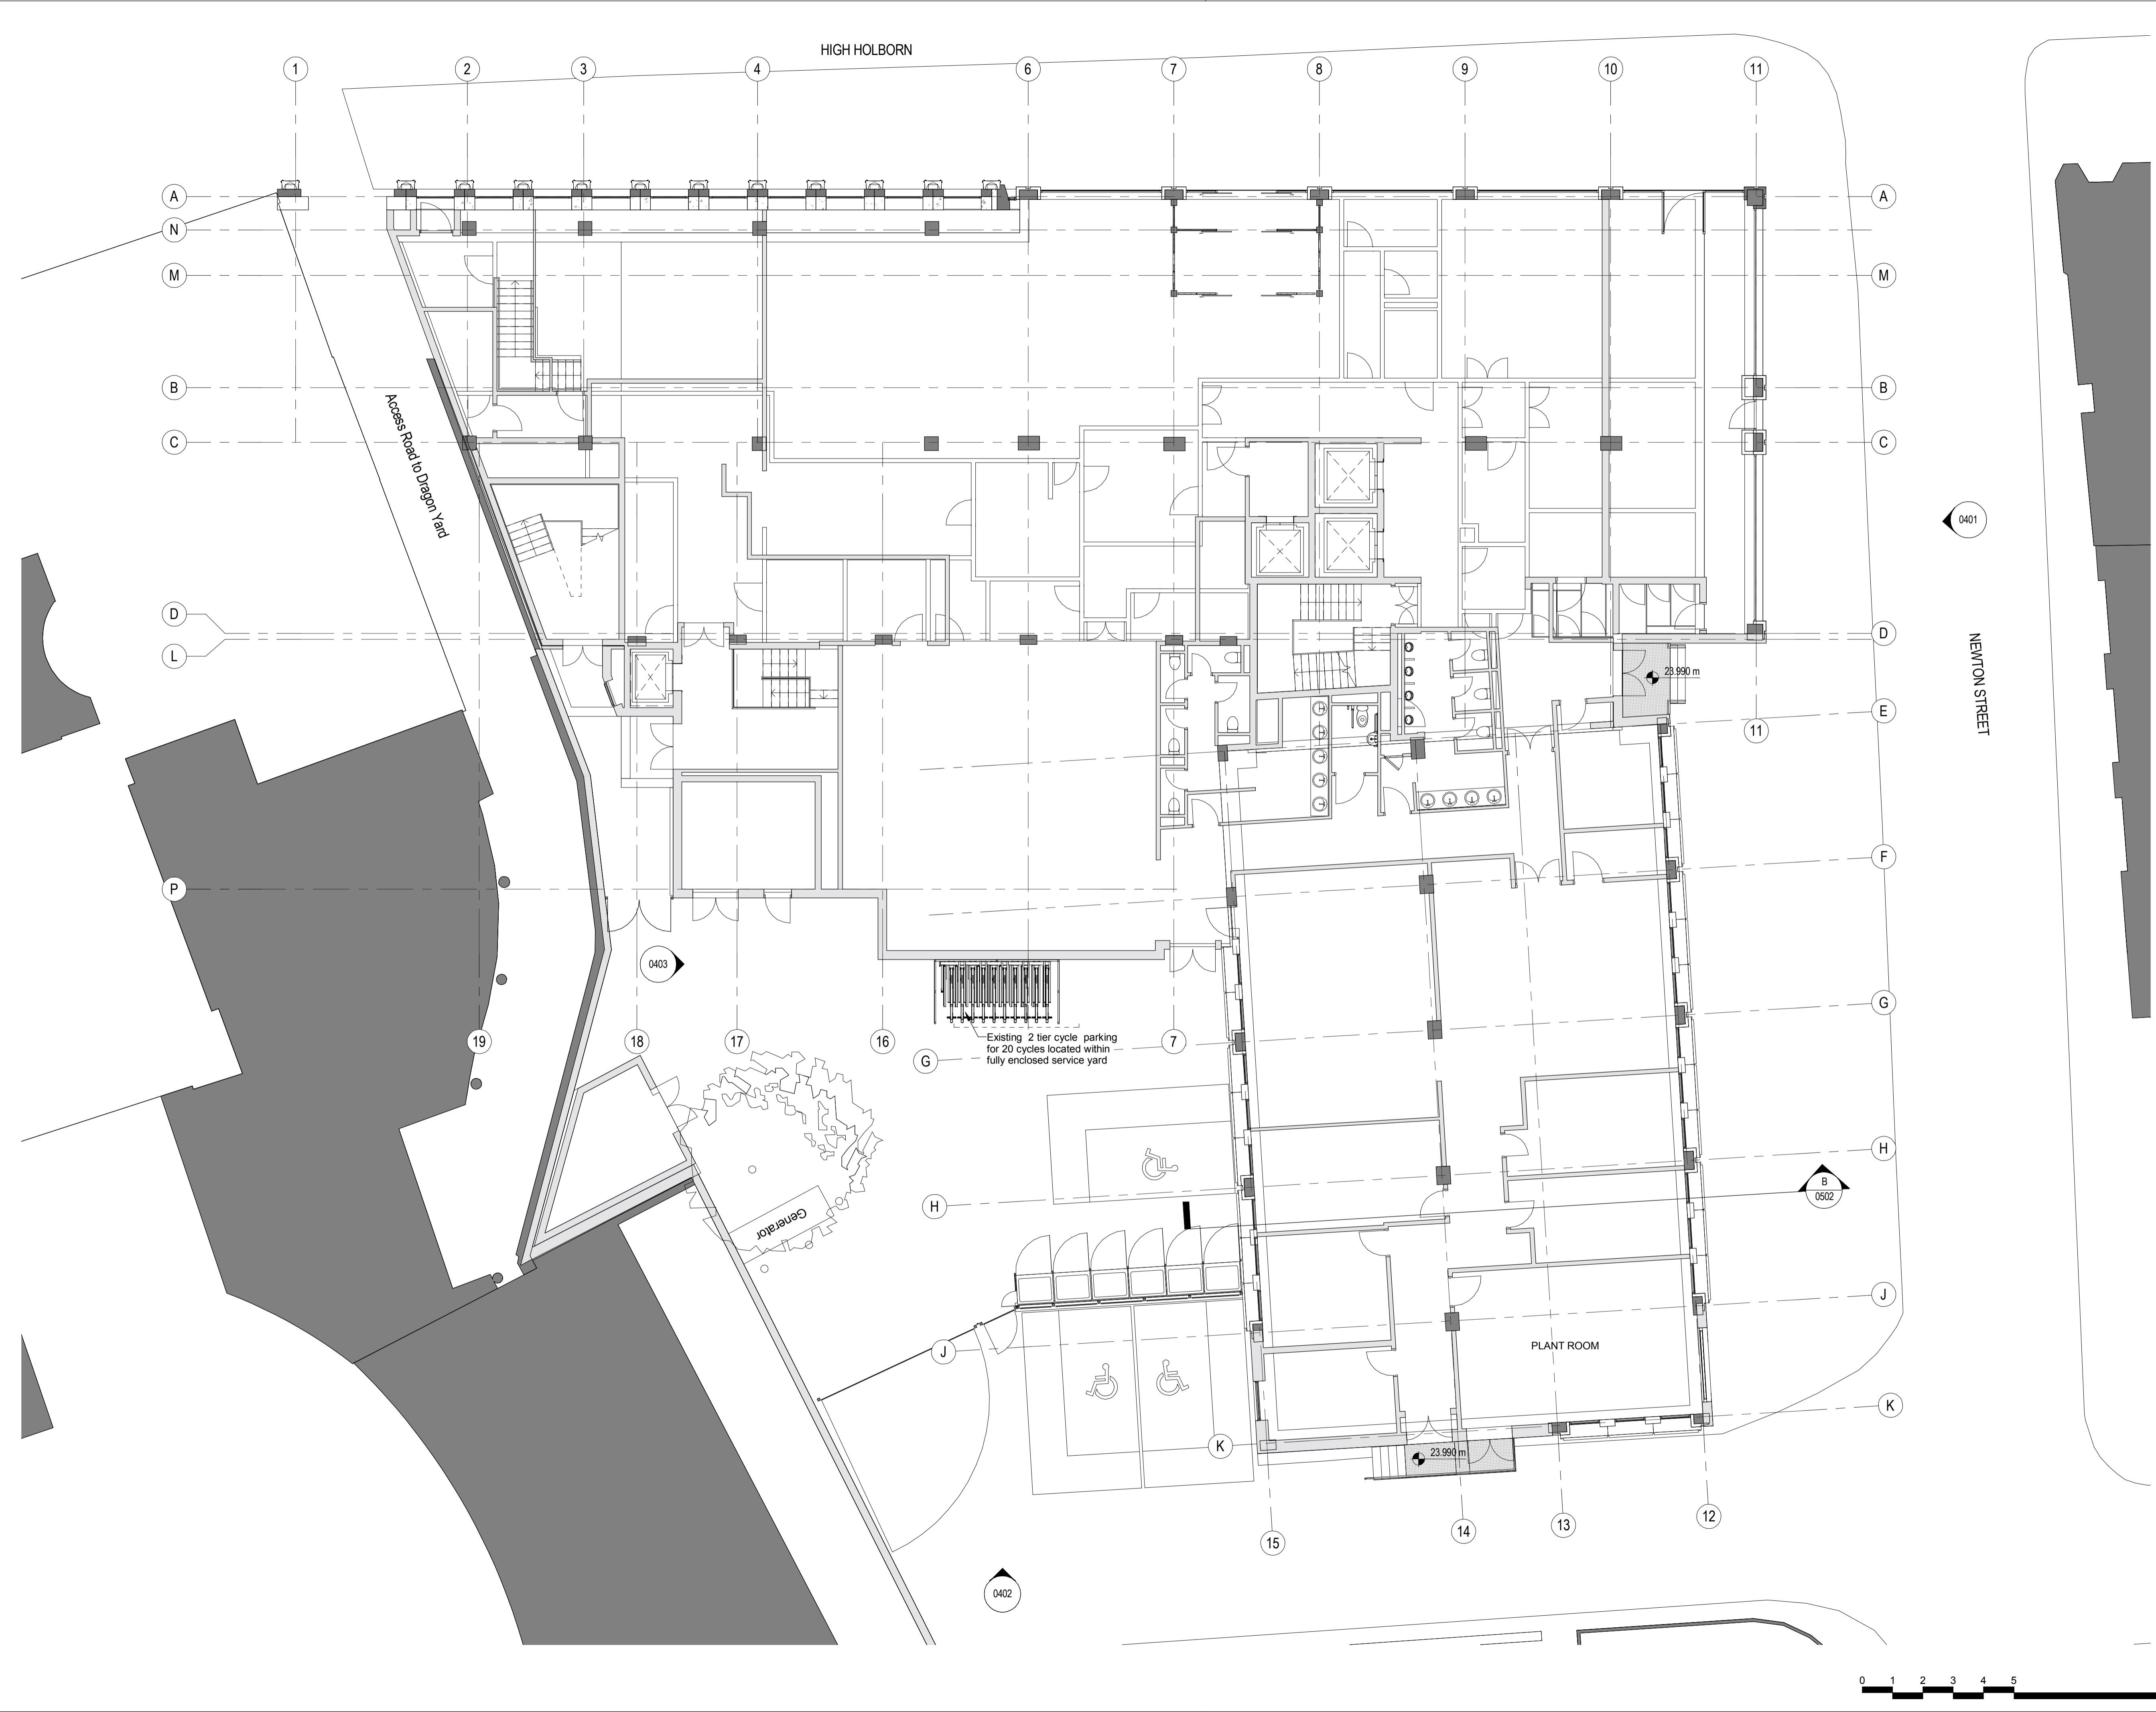 HIGH HOLBORN
1 2 3 4 6 7 8 9 10 11
A A
N
M M
B B
Access Road to Dragon Yard
C C
0401
D D
L
NEWTON STREET
23.990 m
E
11
F
P
0403
G
19 18 17 16 7
Existing 2 tier cycle parking
for 20 cycles located within
fully enclosed service yard
G
H
B
0502
H
Generator
J
J
PLANT ROOM
K
K
23.990 m
15 14 13 12
0402
0 1 2 3 4 5